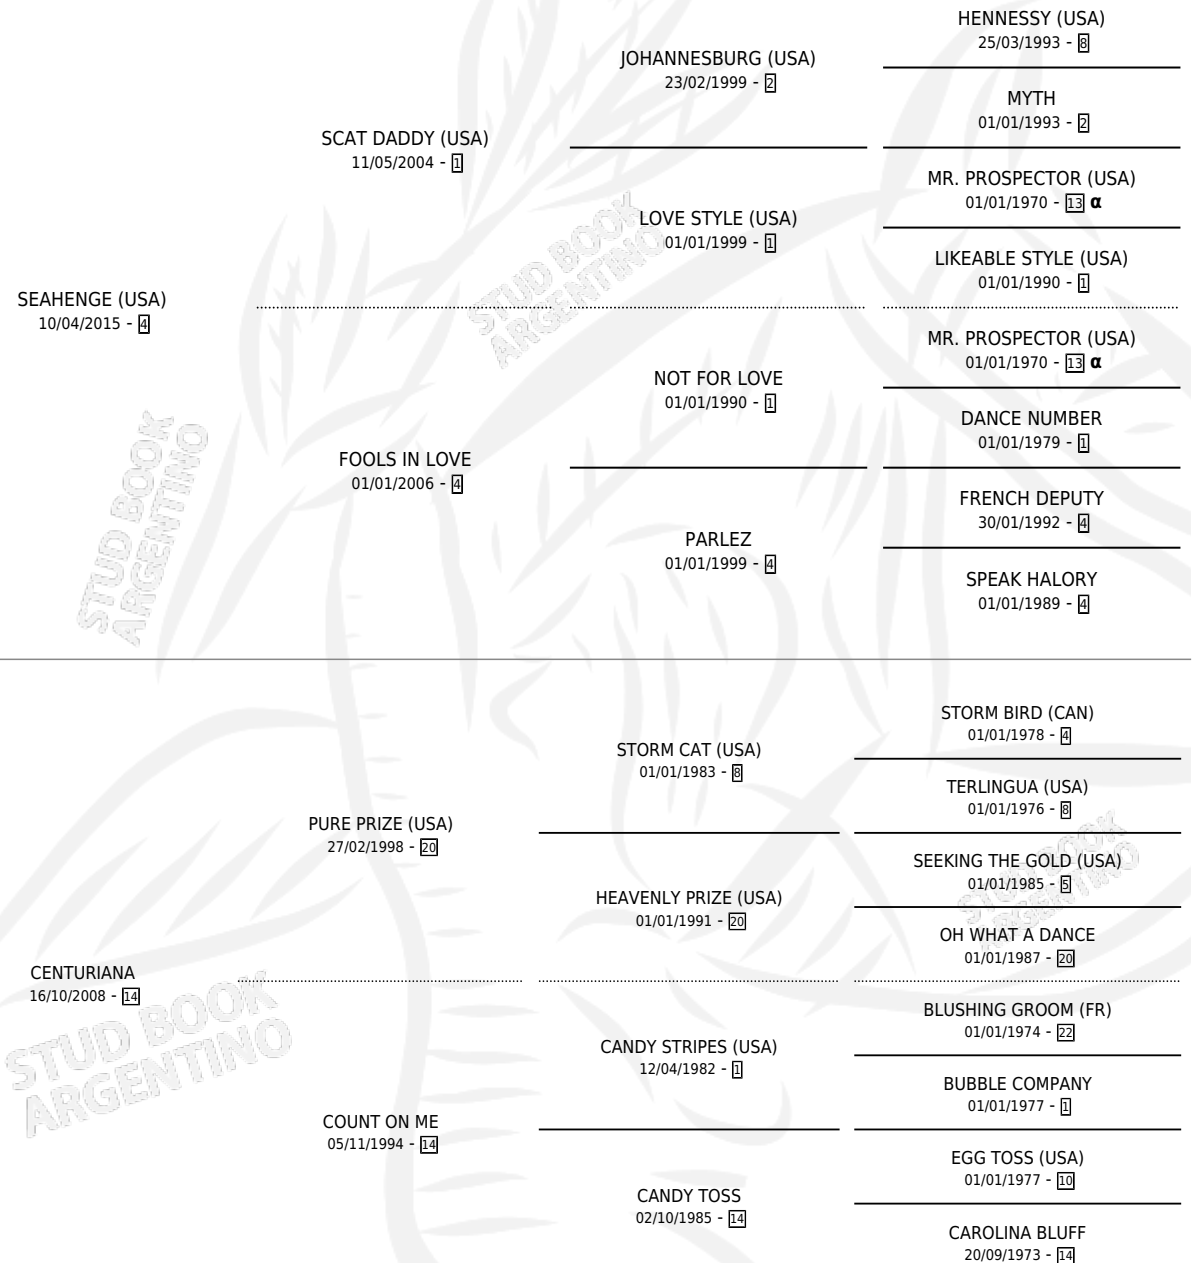 HENNESSY (USA)
25/03/1993 - 8
JOHANNESBURG (USA)
23/02/1999 - 2
MYTH
01/01/1993 - 2
SCAT DADDY (USA)
11/05/2004 - 1
MR. PROSPECTOR (USA)
01/01/1970 - 13 α
LOVE STYLE (USA)
01/01/1999 - 1
LIKEABLE STYLE (USA)
01/01/1990 - 1
STUD BOOK
ARGENTINO
SEAHENGE (USA)
10/04/2015 - 4
MR. PROSPECTOR (USA)
01/01/1970 - 13 α
NOT FOR LOVE
01/01/1990 - 1
DANCE NUMBER
01/01/1979 - 1
FOOLS IN LOVE
01/01/2006 - 4
FRENCH DEPUTY
30/01/1992 - 4
PARLEZ
01/01/1999 - 4
SPEAK HALORY
01/01/1989 - 4
STUD BOOK
ARGENTINO
STORM BIRD (CAN)
01/01/1978 - 4
STORM CAT (USA)
01/01/1983 - 8
TERLINGUA (USA)
01/01/1976 - 8
PURE PRIZE (USA)
27/02/1998 - 20
SEEKING THE GOLD (USA)
01/01/1985 - 5
HEAVENLY PRIZE (USA)
01/01/1991 - 20
OH WHAT A DANCE
01/01/1987 - 20
STUD BOOK
ARGENTINO
CENTURIANA
16/10/2008 - 14
BLUSHING GROOM (FR)
01/01/1974 - 22
CANDY STRIPES (USA)
12/04/1982 - 1
BUBBLE COMPANY
01/01/1977 - 1
COUNT ON ME
05/11/1994 - 14
EGG TOSS (USA)
01/01/1977 - 10
CANDY TOSS
02/10/1985 - 14
CAROLINA BLUFF
20/09/1973 - 14
STUD BOOK
ARGENTINO